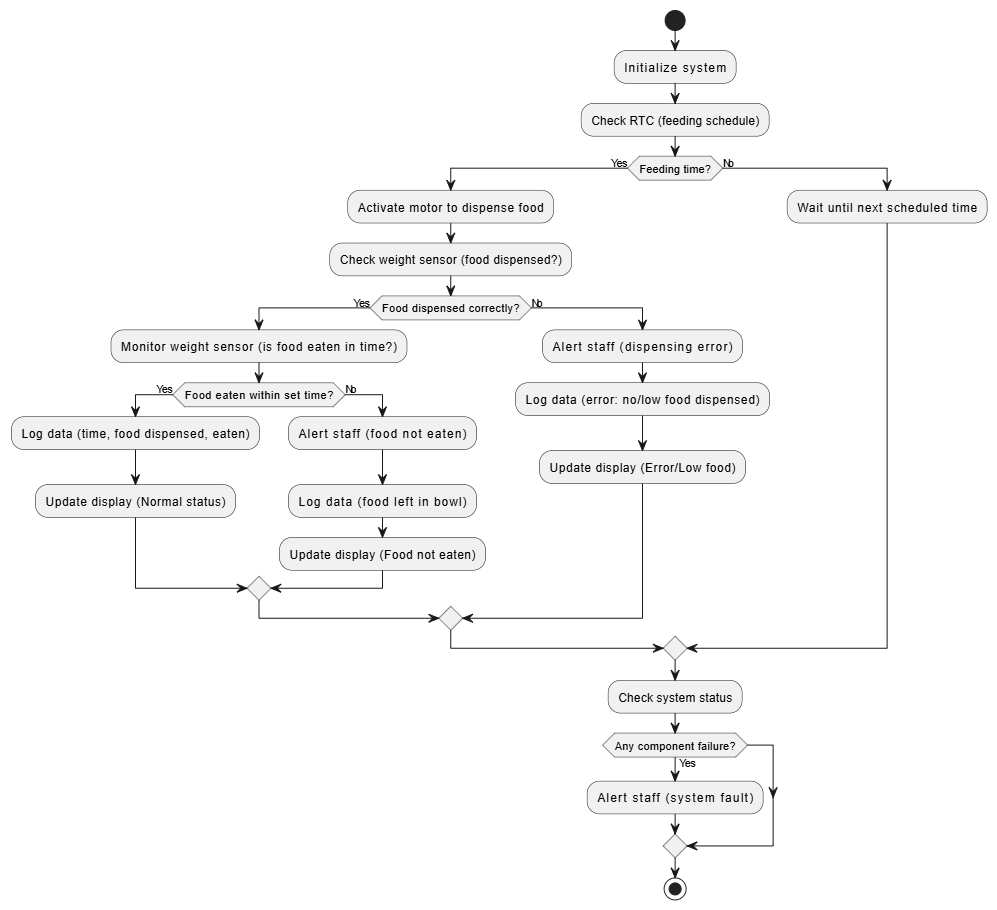 Initialize system
Check RTC (feeding schedule)
Yes
Feeding time?
No
Activate motor to dispense food
Wait until next scheduled time
Check weight sensor (food dispensed?)
Yes
Food dispensed correctly?
No
Monitor weight sensor (is food eaten in time?)
Alert staff (dispensing error)
Yes
Food eaten within set time?
No
Log data (error: no/low food dispensed)
Log data (time, food dispensed, eaten)
Alert staff (food not eaten)
Update display (Error/Low food)
Update display (Normal status)
Log data (food left in bowl)
Update display (Food not eaten)
Check system status
Any component failure?
Yes
Alert staff (system fault)